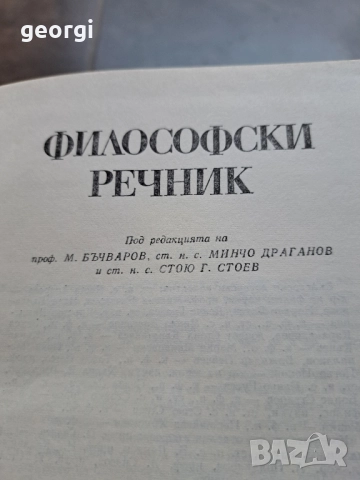 georgi
ФИЛОСОФСКИ
РЕЧНИК
Под редакцията на
проф. М. БЪЧВАРОВ, ст. н. с. МИНЧО ДРАГАНОВ
и ст. н. с. СТОЮ Г. СТОЕВ
BAZAR